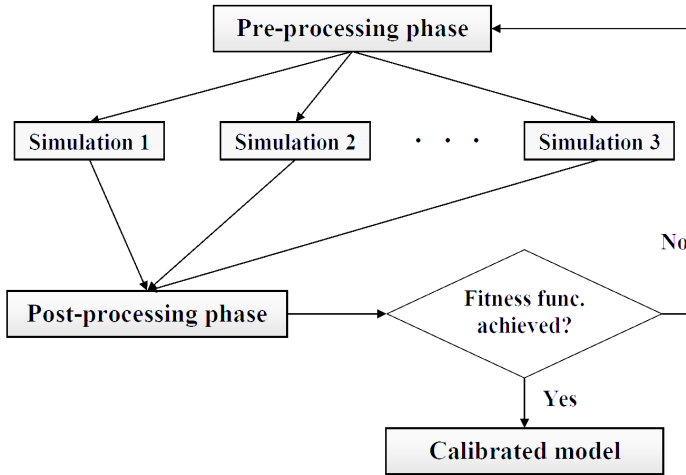 Pre-processing phase
Simulation 1
Simulation 2
. . .
Simulation 3
No
Post-processing phase
Fitness func.
achieved?
Yes
Calibrated model